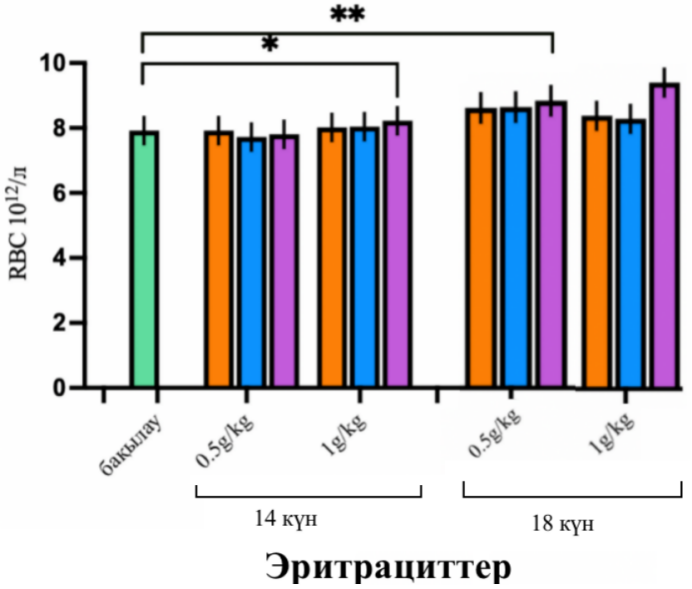 **
*
10
8
6
4
2
0
RBC 10¹²/л
бақылау
0.5g/kg
1g/kg
0.5g/kg
1g/kg
14 күн
18 күн
Эритрациттер